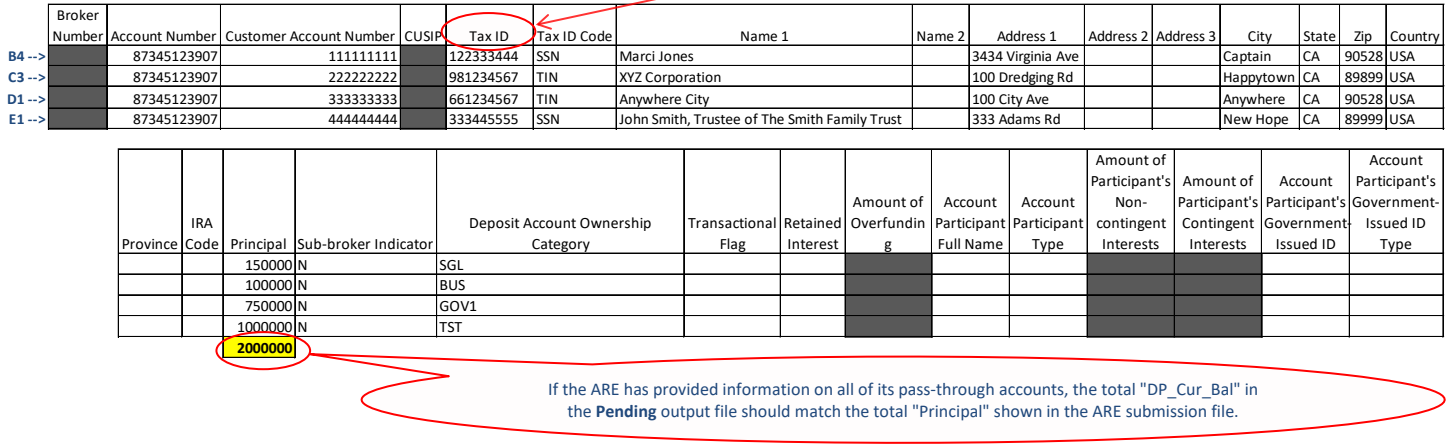 Broker
Number Account Number Customer Account Number CUSIP Tax ID Tax ID Code Name 1 Name 2 Address 1 Address 2 Address 3 City State Zip Country
B4 --> 87345123907 111111111 122333444 SSN Marci Jones 3434 Virginia Ave Captain CA 90528 USA
C3 --> 87345123907 222222222 981234567 TIN XYZ Corporation 100 Dredging Rd Happytown CA 89899 USA
D1 --> 87345123907 333333333 661234567 TIN Anywhere City 100 City Ave Anywhere CA 90528 USA
E1 --> 87345123907 444444444 333445555 SSN John Smith, Trustee of The Smith Family Trust 333 Adams Rd New Hope CA 89999 USA
Amount of Account
Participant's Amount of Account Participant's
Amount of Account Account Non- Participant's Participant's Government-
IRA Deposit Account Ownership Transactional Retained Overfundin Participant Participant contingent Contingent Government- Issued ID
Province Code Principal Sub-broker Indicator Category Flag Interest g Full Name Type Interests Interests Issued ID Type
150000 N SGL
100000 N BUS
750000 N GOV1
1000000 N TST
2000000
If the ARE has provided information on all of its pass-through accounts, the total "DP_Cur_Bal" in
the Pending output file should match the total "Principal" shown in the ARE submission file.